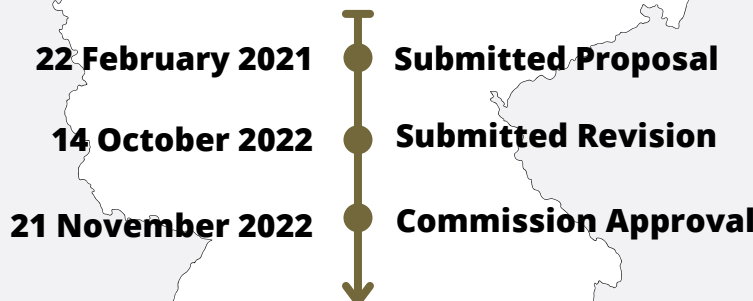 22 February 2021 Submitted Proposal
14 October 2022 Submitted Revision
21 November 2022 Commission Approval